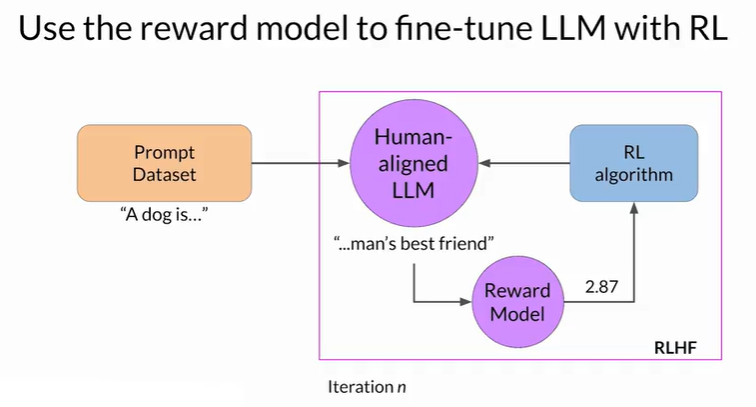 Use the reward model to fine-tune LLM with RL
Prompt
Dataset
"A dog is…"
Human-
aligned
LLM
RL
algorithm
"...man's best friend"
Reward
Model
2.87
RLHF
Iteration n